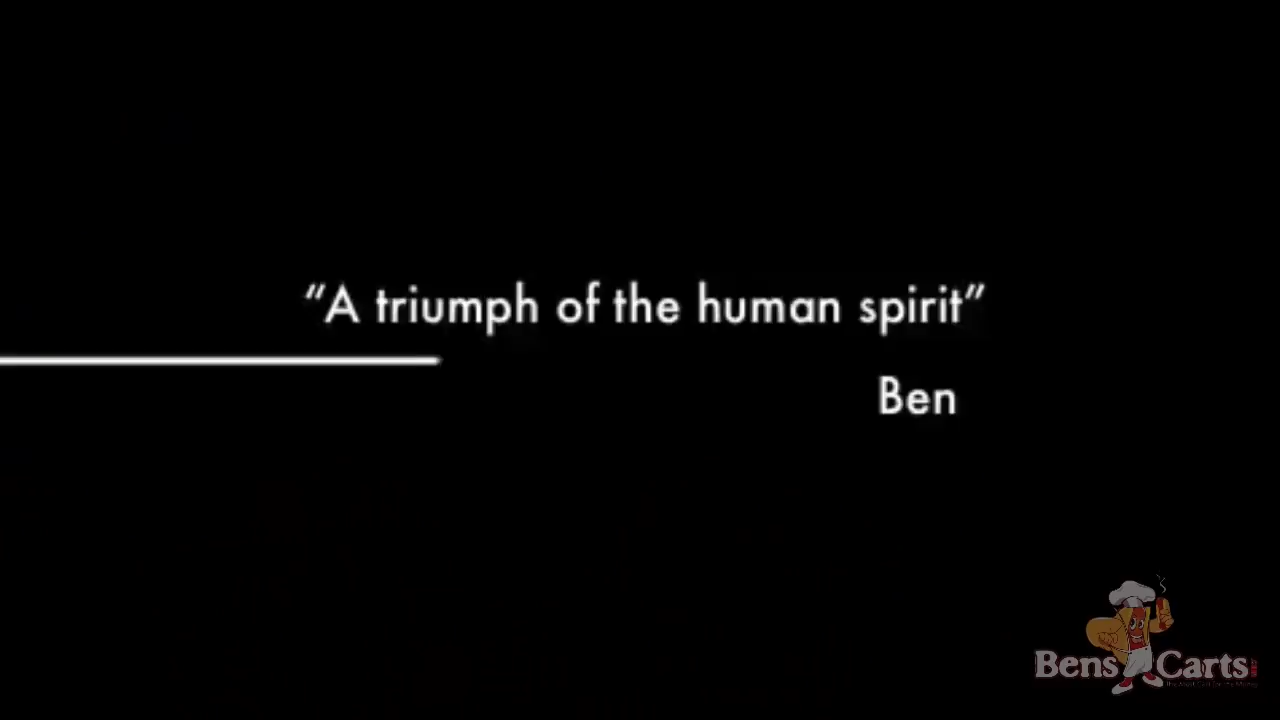 “A triumph of the human spirit”
Ben
Bens Carts